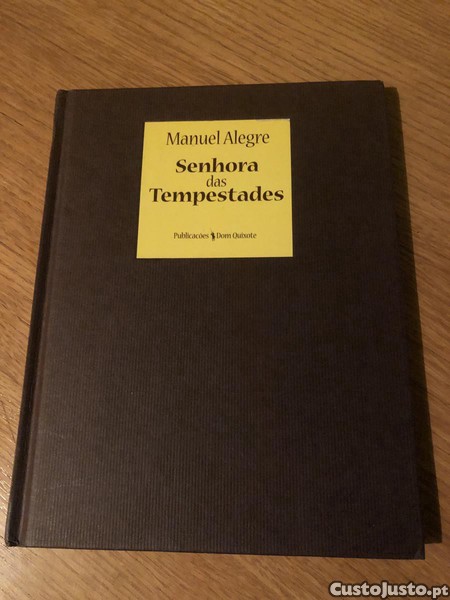 Manuel Alegre
Senhora
das
Tempestades
Publicações Dom Quixote
CustoJusto.pt